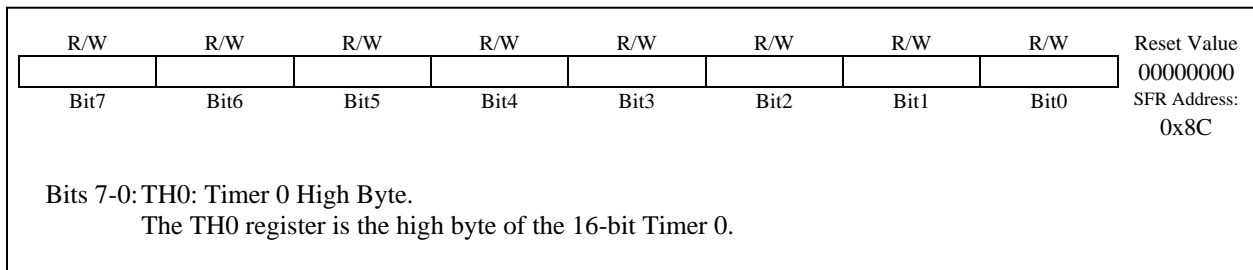 R/W R/W R/W R/W R/W R/W R/W R/W Reset Value
00000000
Bit7 Bit6 Bit5 Bit4 Bit3 Bit2 Bit1 Bit0 SFR Address:
0x8C
Bits 7-0: TH0: Timer 0 High Byte.
The TH0 register is the high byte of the 16-bit Timer 0.